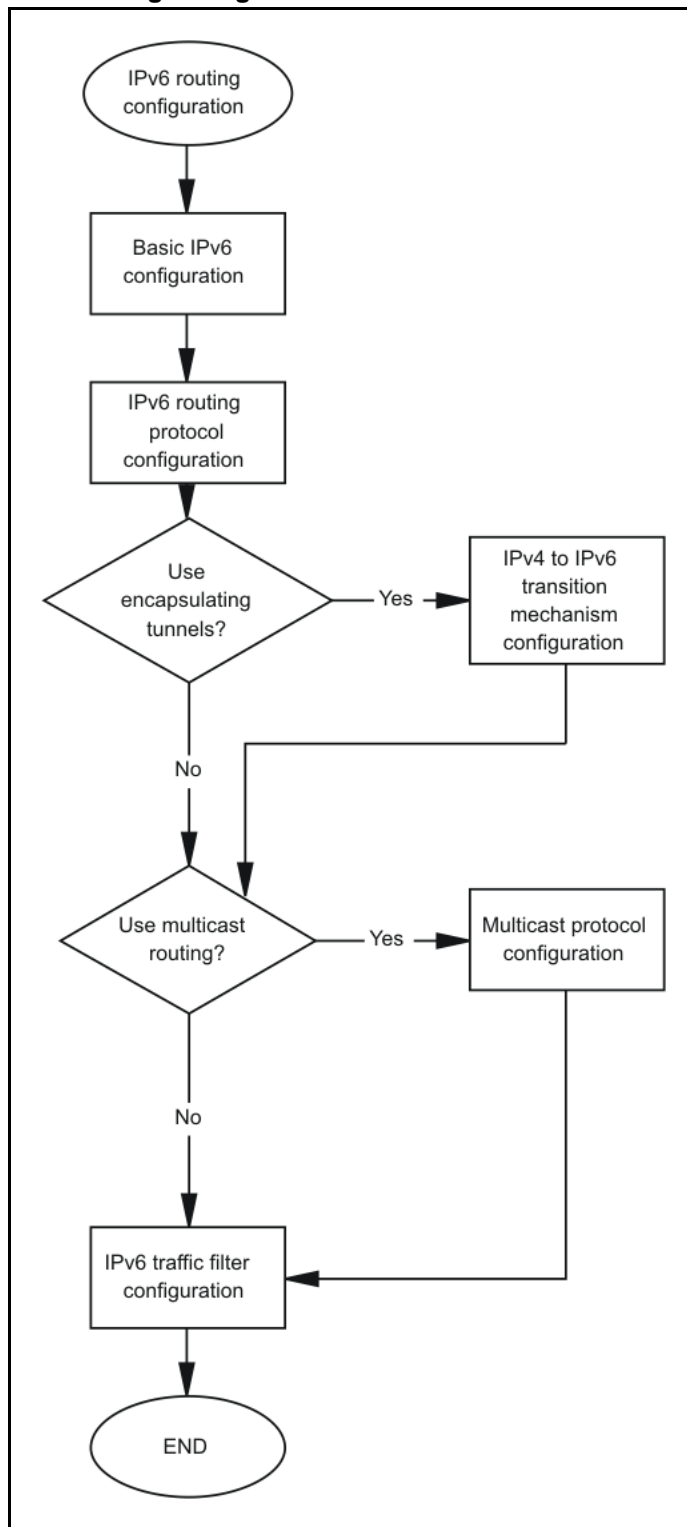 IPv6 routing
configuration
Basic IPv6
configuration
IPv6 routing
protocol
configuration
Use
encapsulating
tunnels?
Yes
IPv4 to IPv6
transition
mechanism
configuration
No
Use multicast
routing?
Yes
Multicast protocol
configuration
No
IPv6 traffic filter
configuration
END